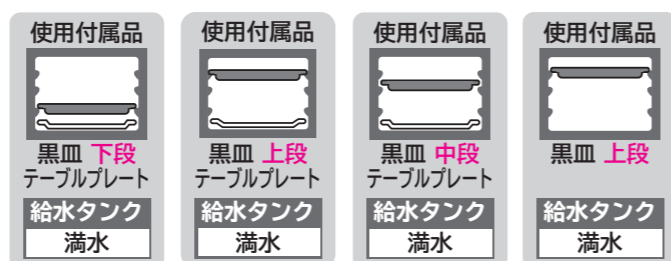 使用付属品
黒皿 下段
テーブルプレート
給水タンク
満水
使用付属品
黒皿 上段
テーブルプレート
給水タンク
満水
使用付属品
黒皿 中段
テーブルプレート
給水タンク
満水
使用付属品
黒皿 上段
給水タンク
満水